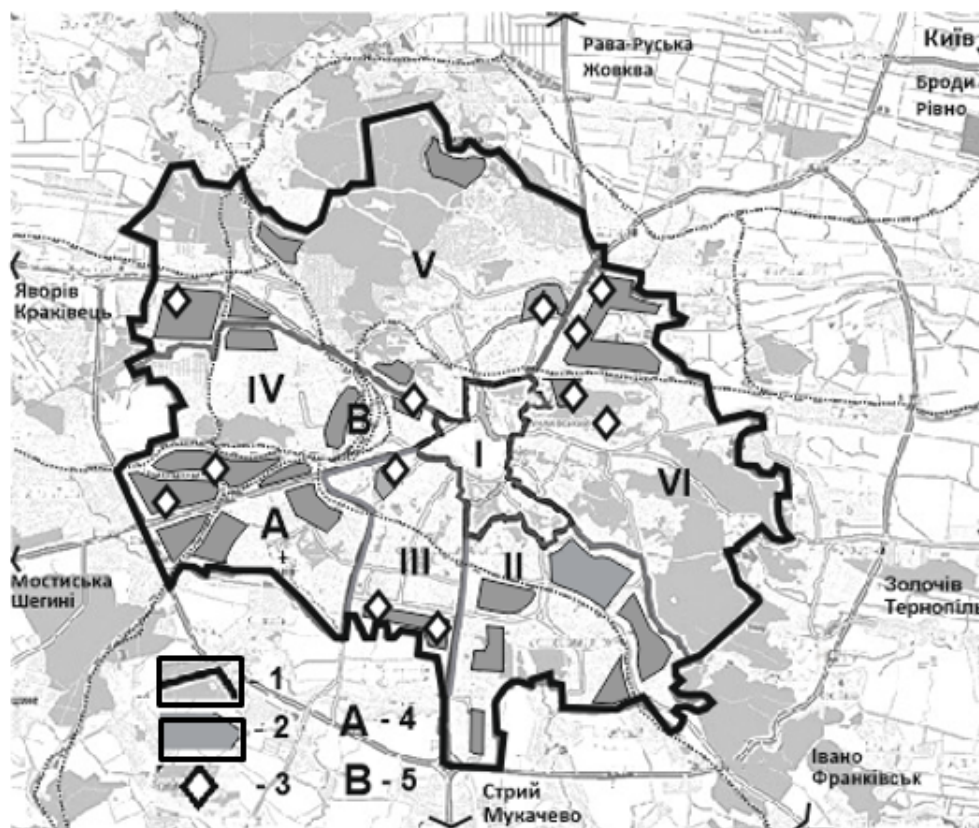 Рава-Руська
Жовква
Київ
Броди
Рівно
V
Яворів
Краківець
IV
B
I
VI
A
III
II
Мостиська
Шегині
Золочів
Тернопіль
- 1
- 2
- 3
A - 4
B - 5
Стрий
Мукачево
Івано
Франківськ